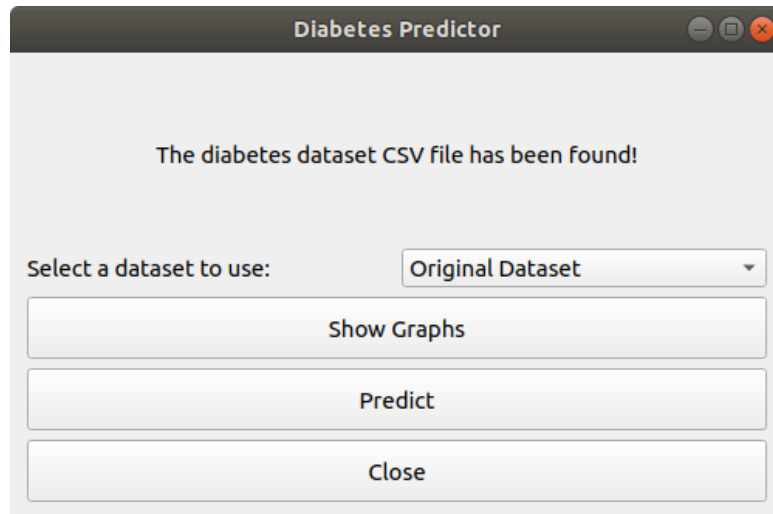 Diabetes Predictor
The diabetes dataset CSV file has been found!
Select a dataset to use: Original Dataset
Show Graphs
Predict
Close